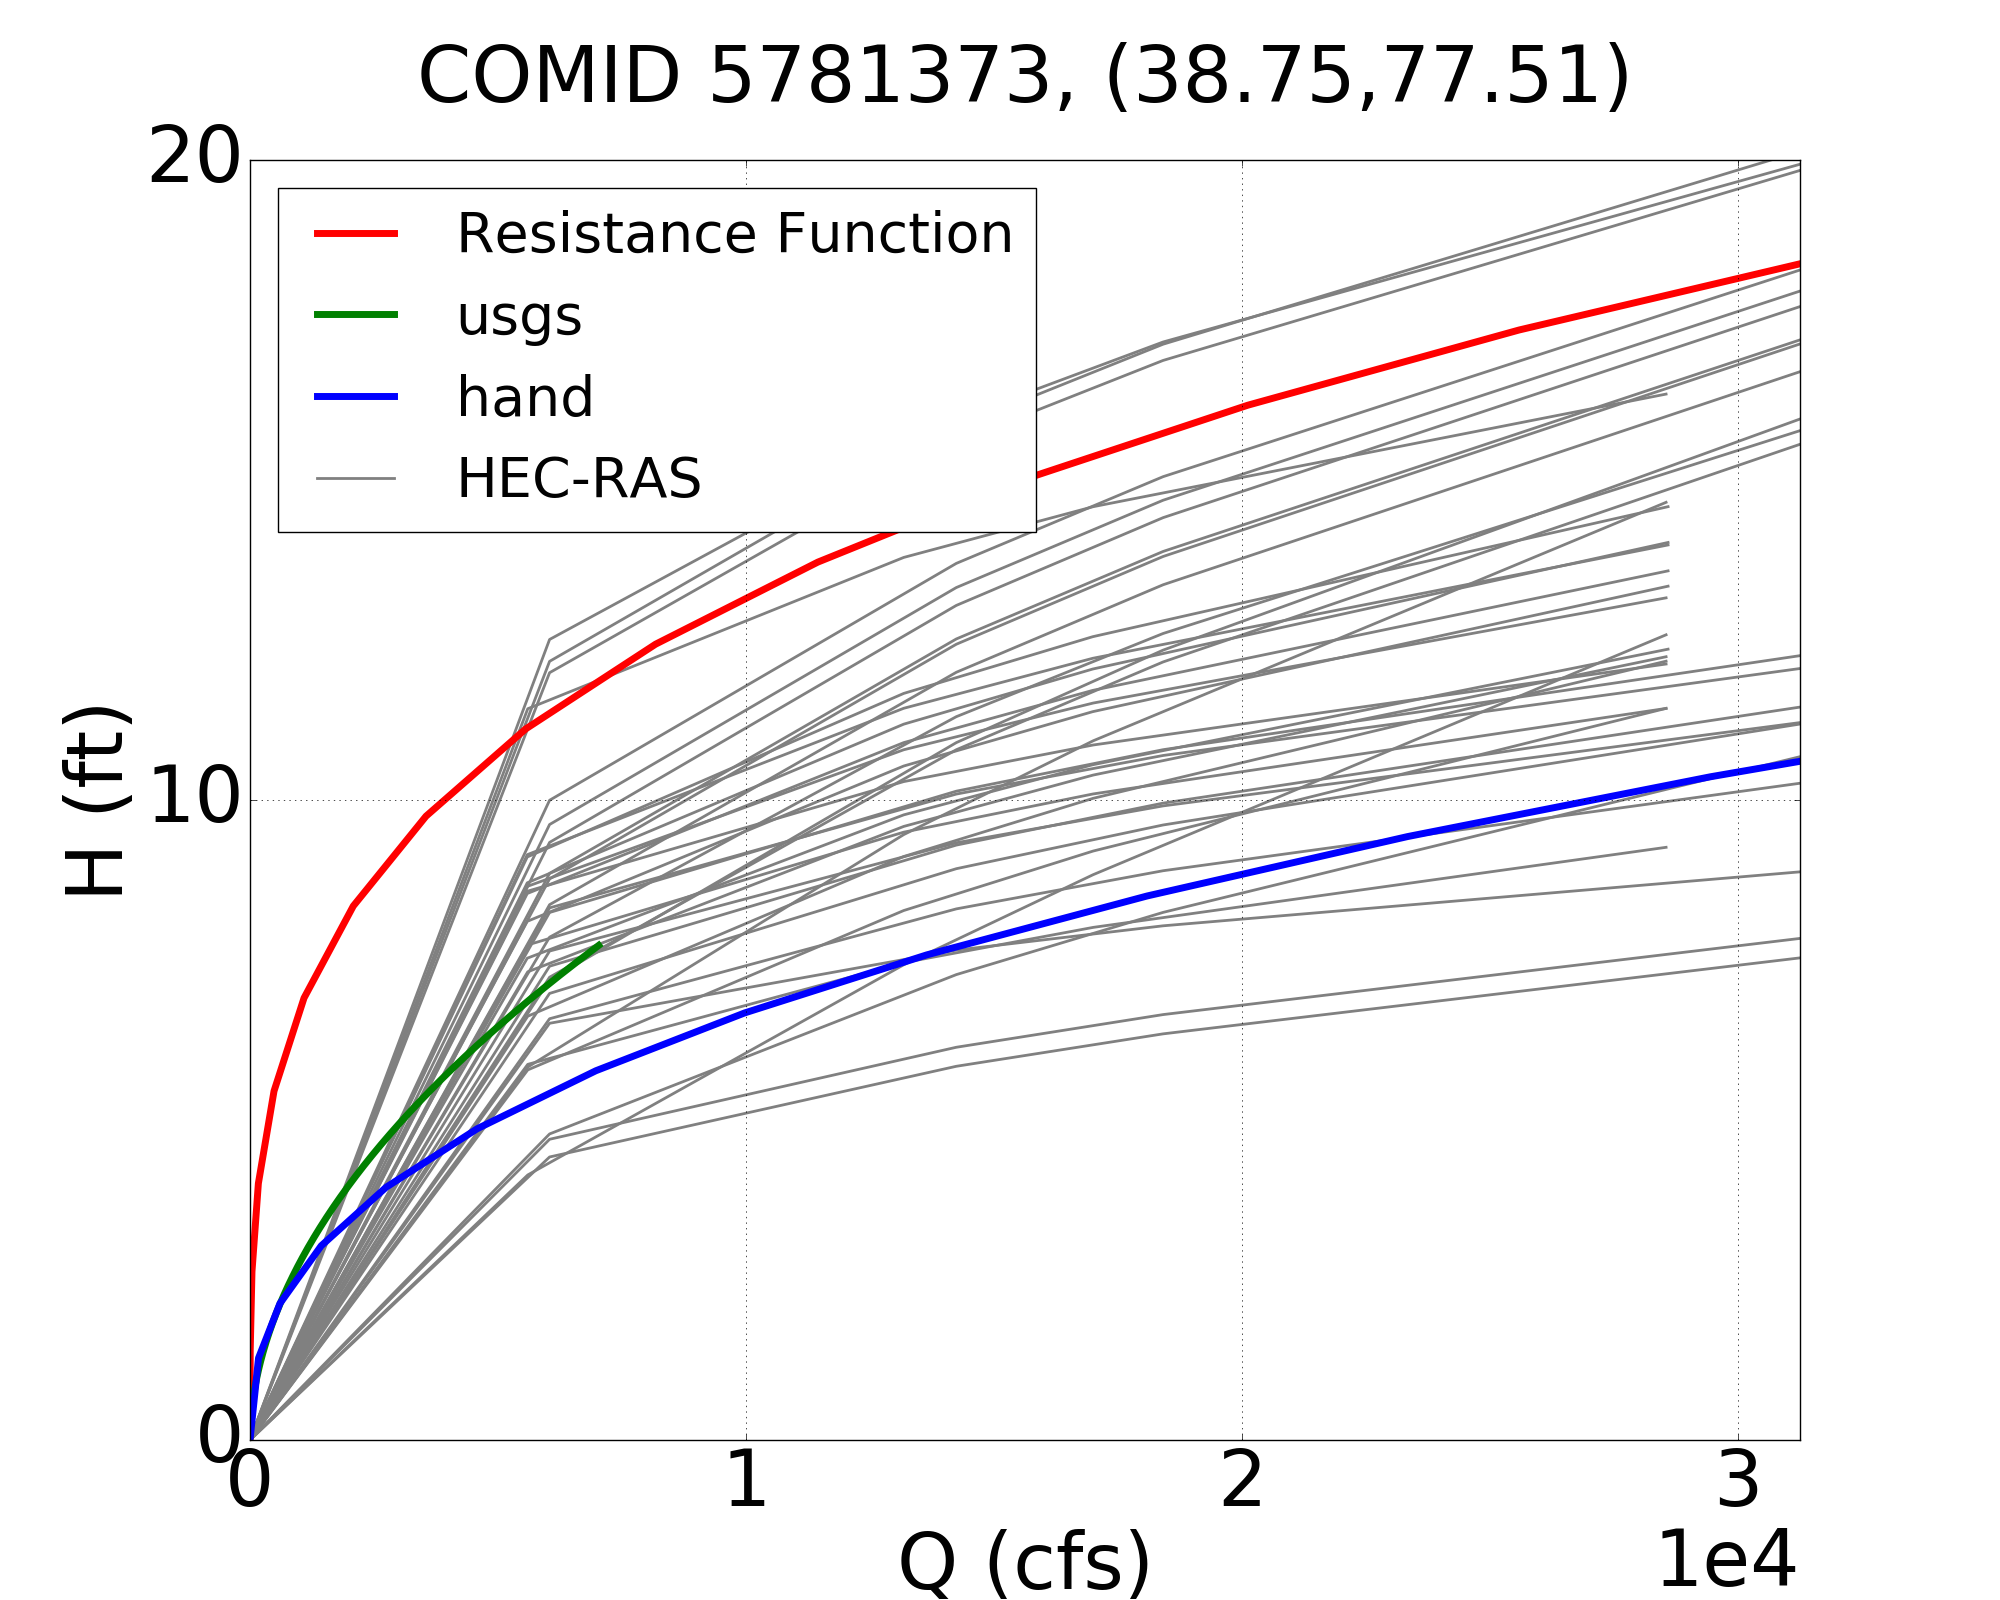 COMID 5781373, (38.75,77.51)
20
Resistance Function
usgs
hand
HEC-RAS
H (ft)
10
0
0 1 2 3
Q (cfs)
1e4